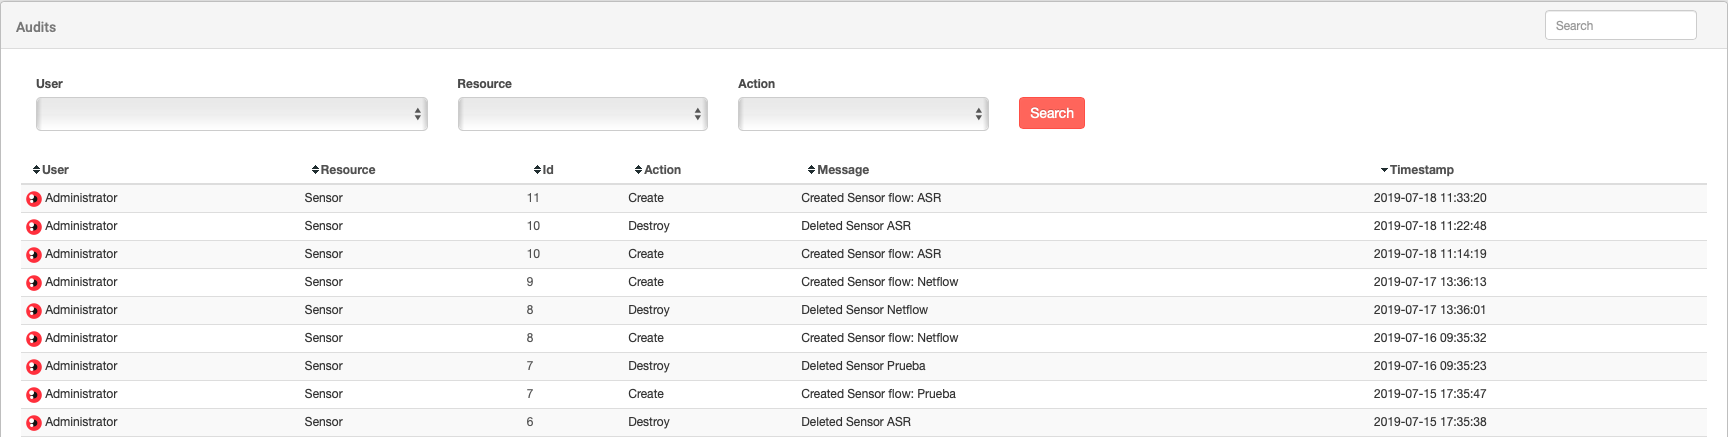 Audits Search
User Resource Action
Search
User Resource Id Action Message Timestamp
Administrator Sensor 11 Create Created Sensor flow: ASR 2019-07-18 11:33:20
Administrator Sensor 10 Destroy Deleted Sensor ASR 2019-07-18 11:22:48
Administrator Sensor 10 Create Created Sensor flow: ASR 2019-07-18 11:14:19
Administrator Sensor 9 Create Created Sensor flow: Netflow 2019-07-17 13:36:13
Administrator Sensor 8 Destroy Deleted Sensor Netflow 2019-07-17 13:36:01
Administrator Sensor 8 Create Created Sensor flow: Netflow 2019-07-16 09:35:32
Administrator Sensor 7 Destroy Deleted Sensor Prueba 2019-07-16 09:35:23
Administrator Sensor 7 Create Created Sensor flow: Prueba 2019-07-15 17:35:47
Administrator Sensor 6 Destroy Deleted Sensor ASR 2019-07-15 17:35:38